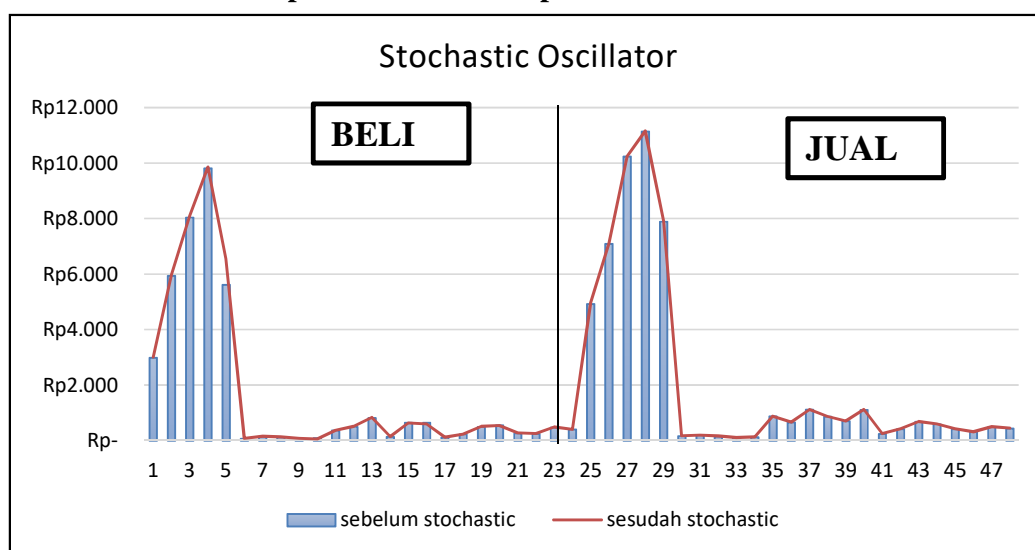 Stochastic Oscillator
Rp12.000
Rp10.000
Rp8.000
Rp6.000
Rp4.000
Rp2.000
Rp-
BELI
JUAL
1 3 5 7 9 11 13 15 17 19 21 23 25 27 29 31 33 35 37 39 41 43 45 47
sebelum stochastic sesudah stochastic